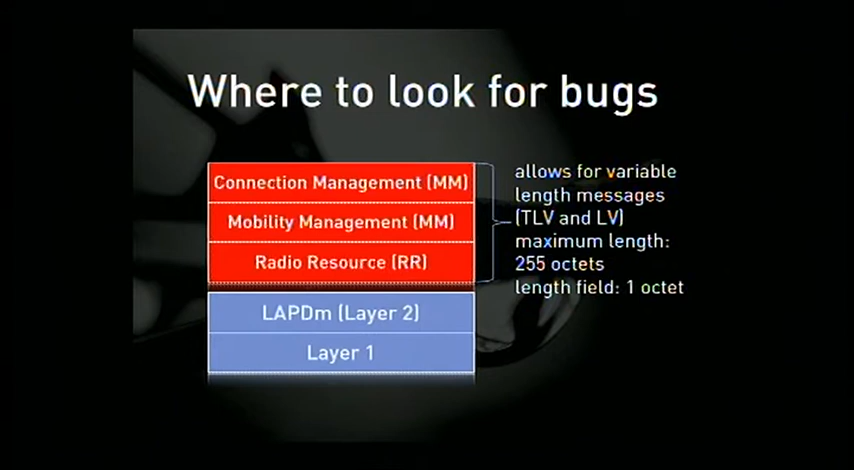 Where to look for bugs
Connection Management (MM)
Mobility Management (MM)
Radio Resource (RR)
LAPDm (Layer 2)
Layer 1
allows for variable
length messages
(TLV and LV)
maximum length:
255 octets
length field: 1 octet